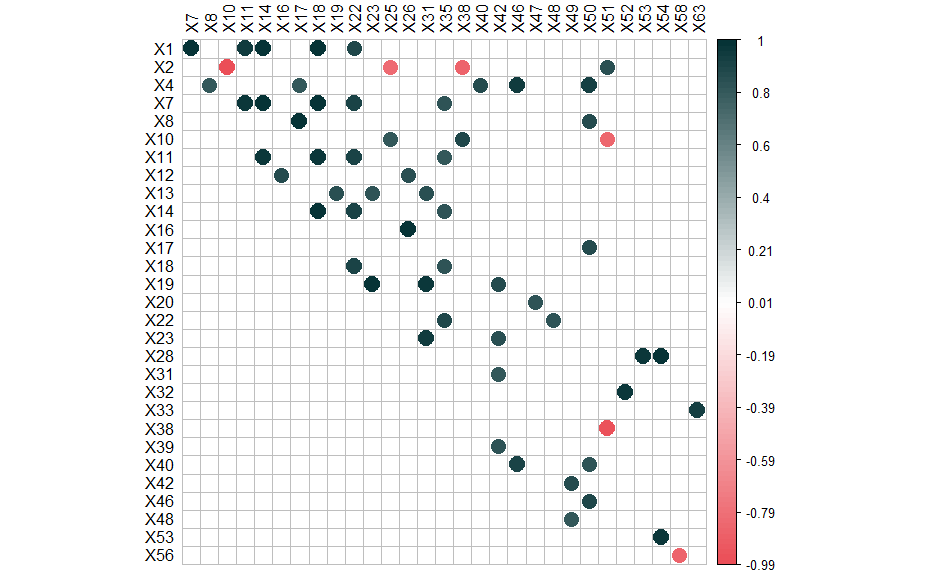 X7 X8 X10 X11 X14 X16 X17 X18 X19 X22 X23 X25 X26 X31 X35 X38 X40 X42 X46 X47 X48 X49 X50 X51 X52 X53 X54 X58 X63
X1
X2
X4
X7
X8
X10
X11
X12
X13
X14
X16
X17
X18
X19
X20
X22
X23
X28
X31
X32
X33
X38
X39
X40
X42
X46
X48
X53
X56
1
0.8
0.6
0.4
0.21
0.01
-0.19
-0.39
-0.59
-0.79
-0.99